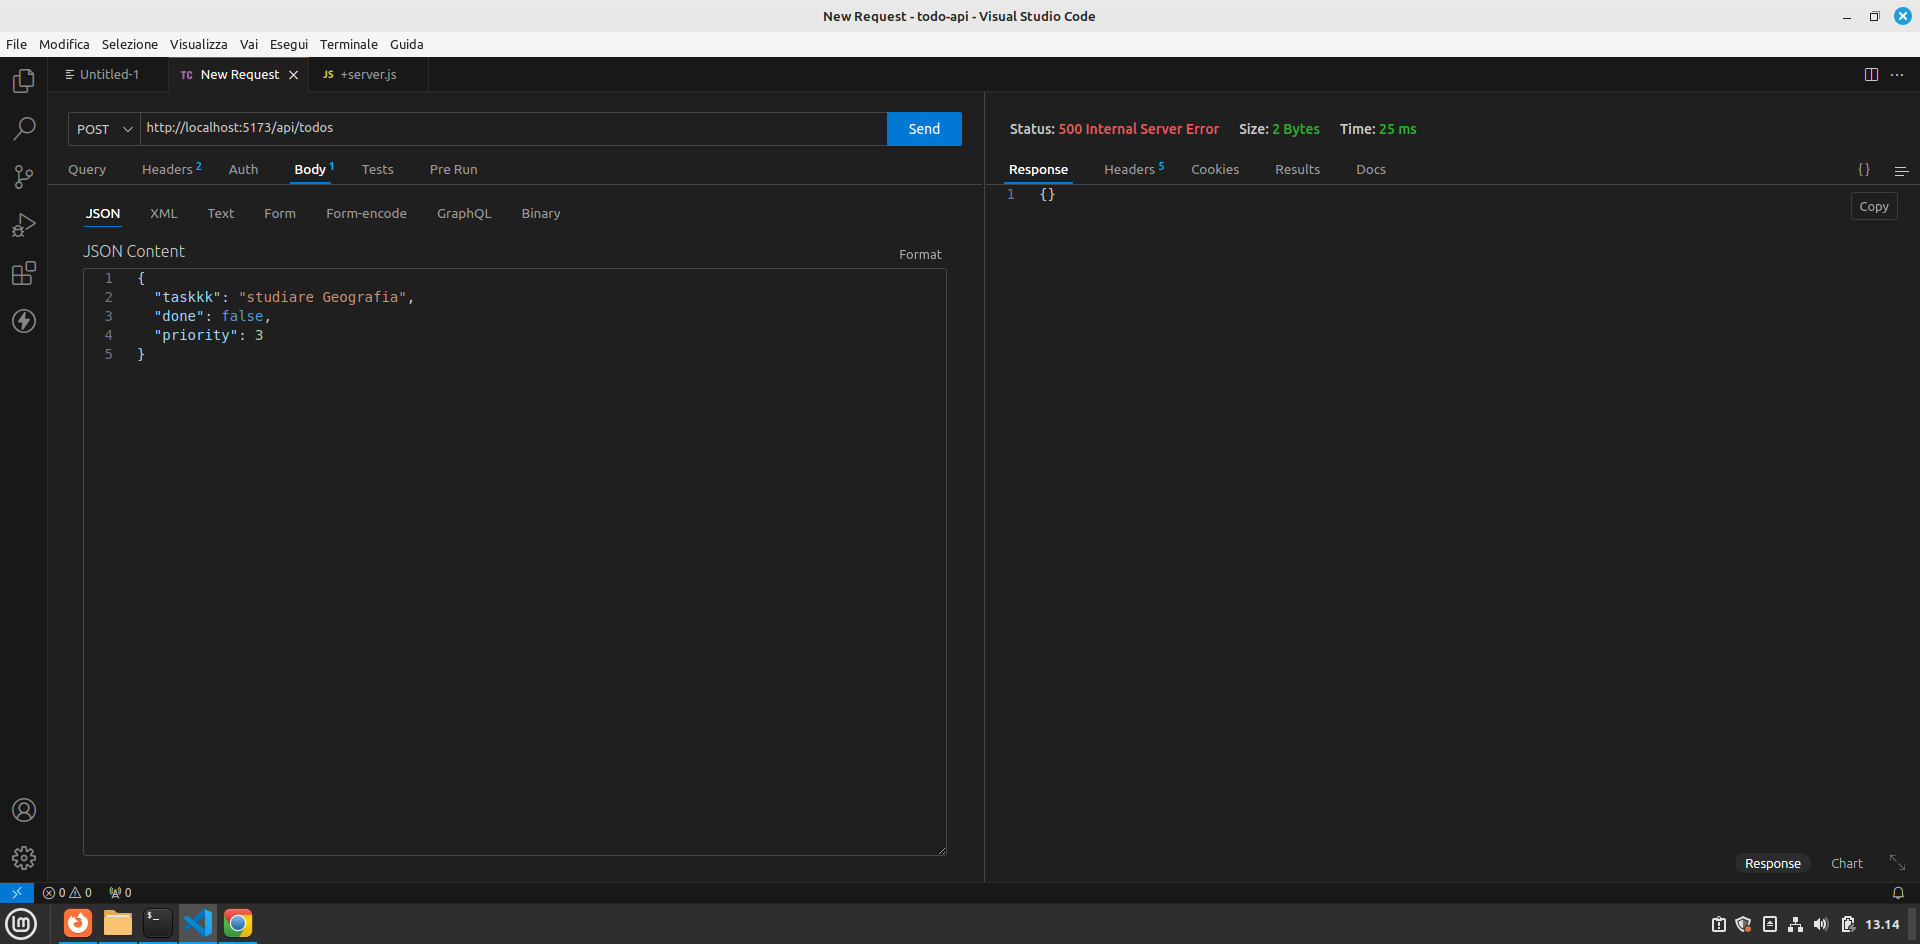 New Request - todo-api - Visual Studio Code
File Modifica Selezione Visualizza Vai Esegui Terminale Guida
Untitled-1 TC New Request JS +server.js
POST http://localhost:5173/api/todos Send
Query Headers 2 Auth Body 1 Tests Pre Run
JSON XML Text Form Form-encode GraphQL Binary
JSON Content
Format
1 {
2 "taskkk": "studiare Geografia",
3 "done": false,
4 "priority": 3
5 }
Status: 500 Internal Server Error Size: 2 Bytes Time: 25 ms
Response Headers 5 Cookies Results Docs {}
1 {}
Copy
Response Chart
0 0 0
lm $_ 13.14